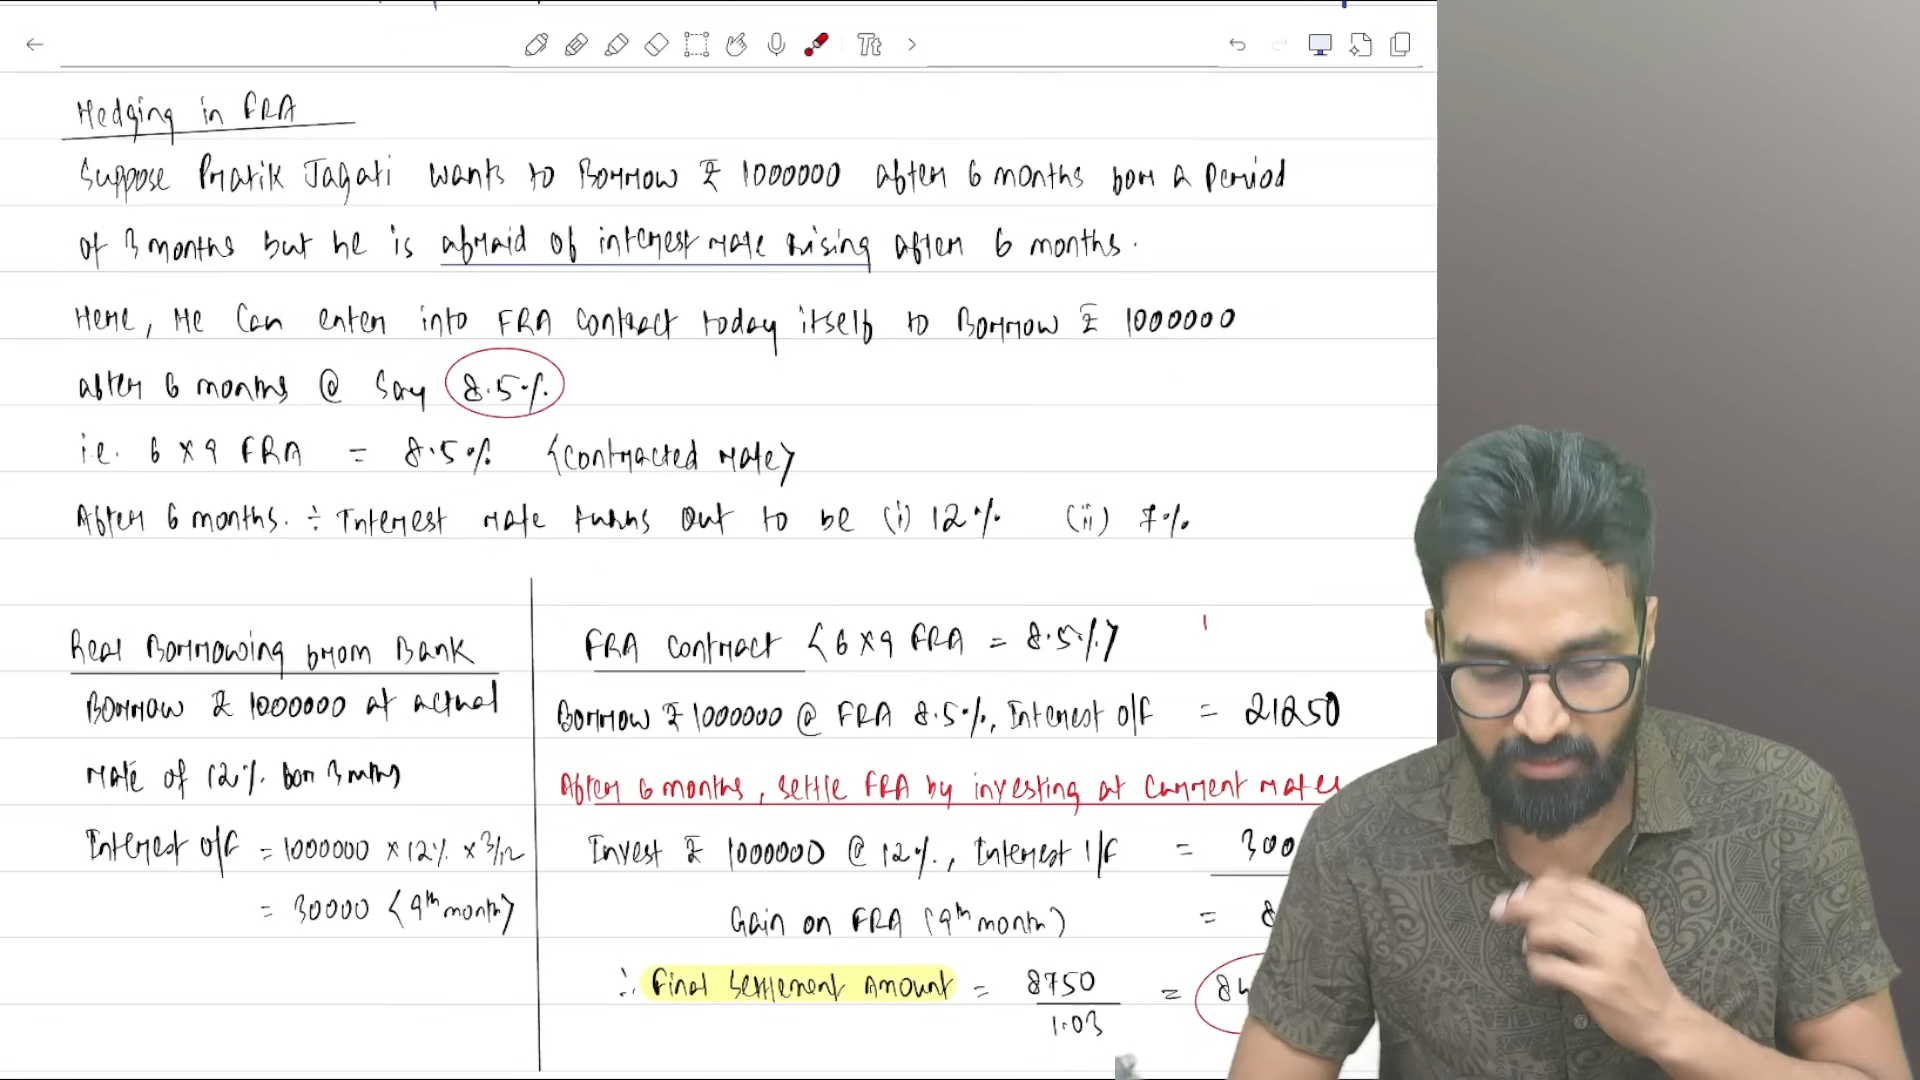 Tt
Hedging in FRA
Suppose Pratik Jagati wants to Borrow ₹ 1000000 after 6 months for a period
of 3 months but he is afraid of interest rate rising after 6 months.
Here, He Can enter into FRA Contract today itself to Borrow ₹ 1000000
after 6 months @ Say 8.5%
i.e. 6 x 9 FRA = 8.5% {Contracted rate}
After 6 months ÷ Interest rate turns out to be (i) 12% (ii) 7%
Real Borrowing from Bank
Borrow ₹ 1000000 at actual
rate of 12% for 3 mths
Interest o/f = 1000000 x 12% x 3/12
= 30000 {9th month}
FRA Contract {6 x 9 FRA = 8.5%}
Borrow ₹ 1000000 @ FRA 8.5%, Interest o/f = 21250
After 6 months, settle FRA by investing at Current rates
Invest ₹ 1000000 @ 12%, Interest I/f = 300
Gain on FRA (9th month) = 8
∴ Final Settlement Amount = 8750 / 1.03 = 84